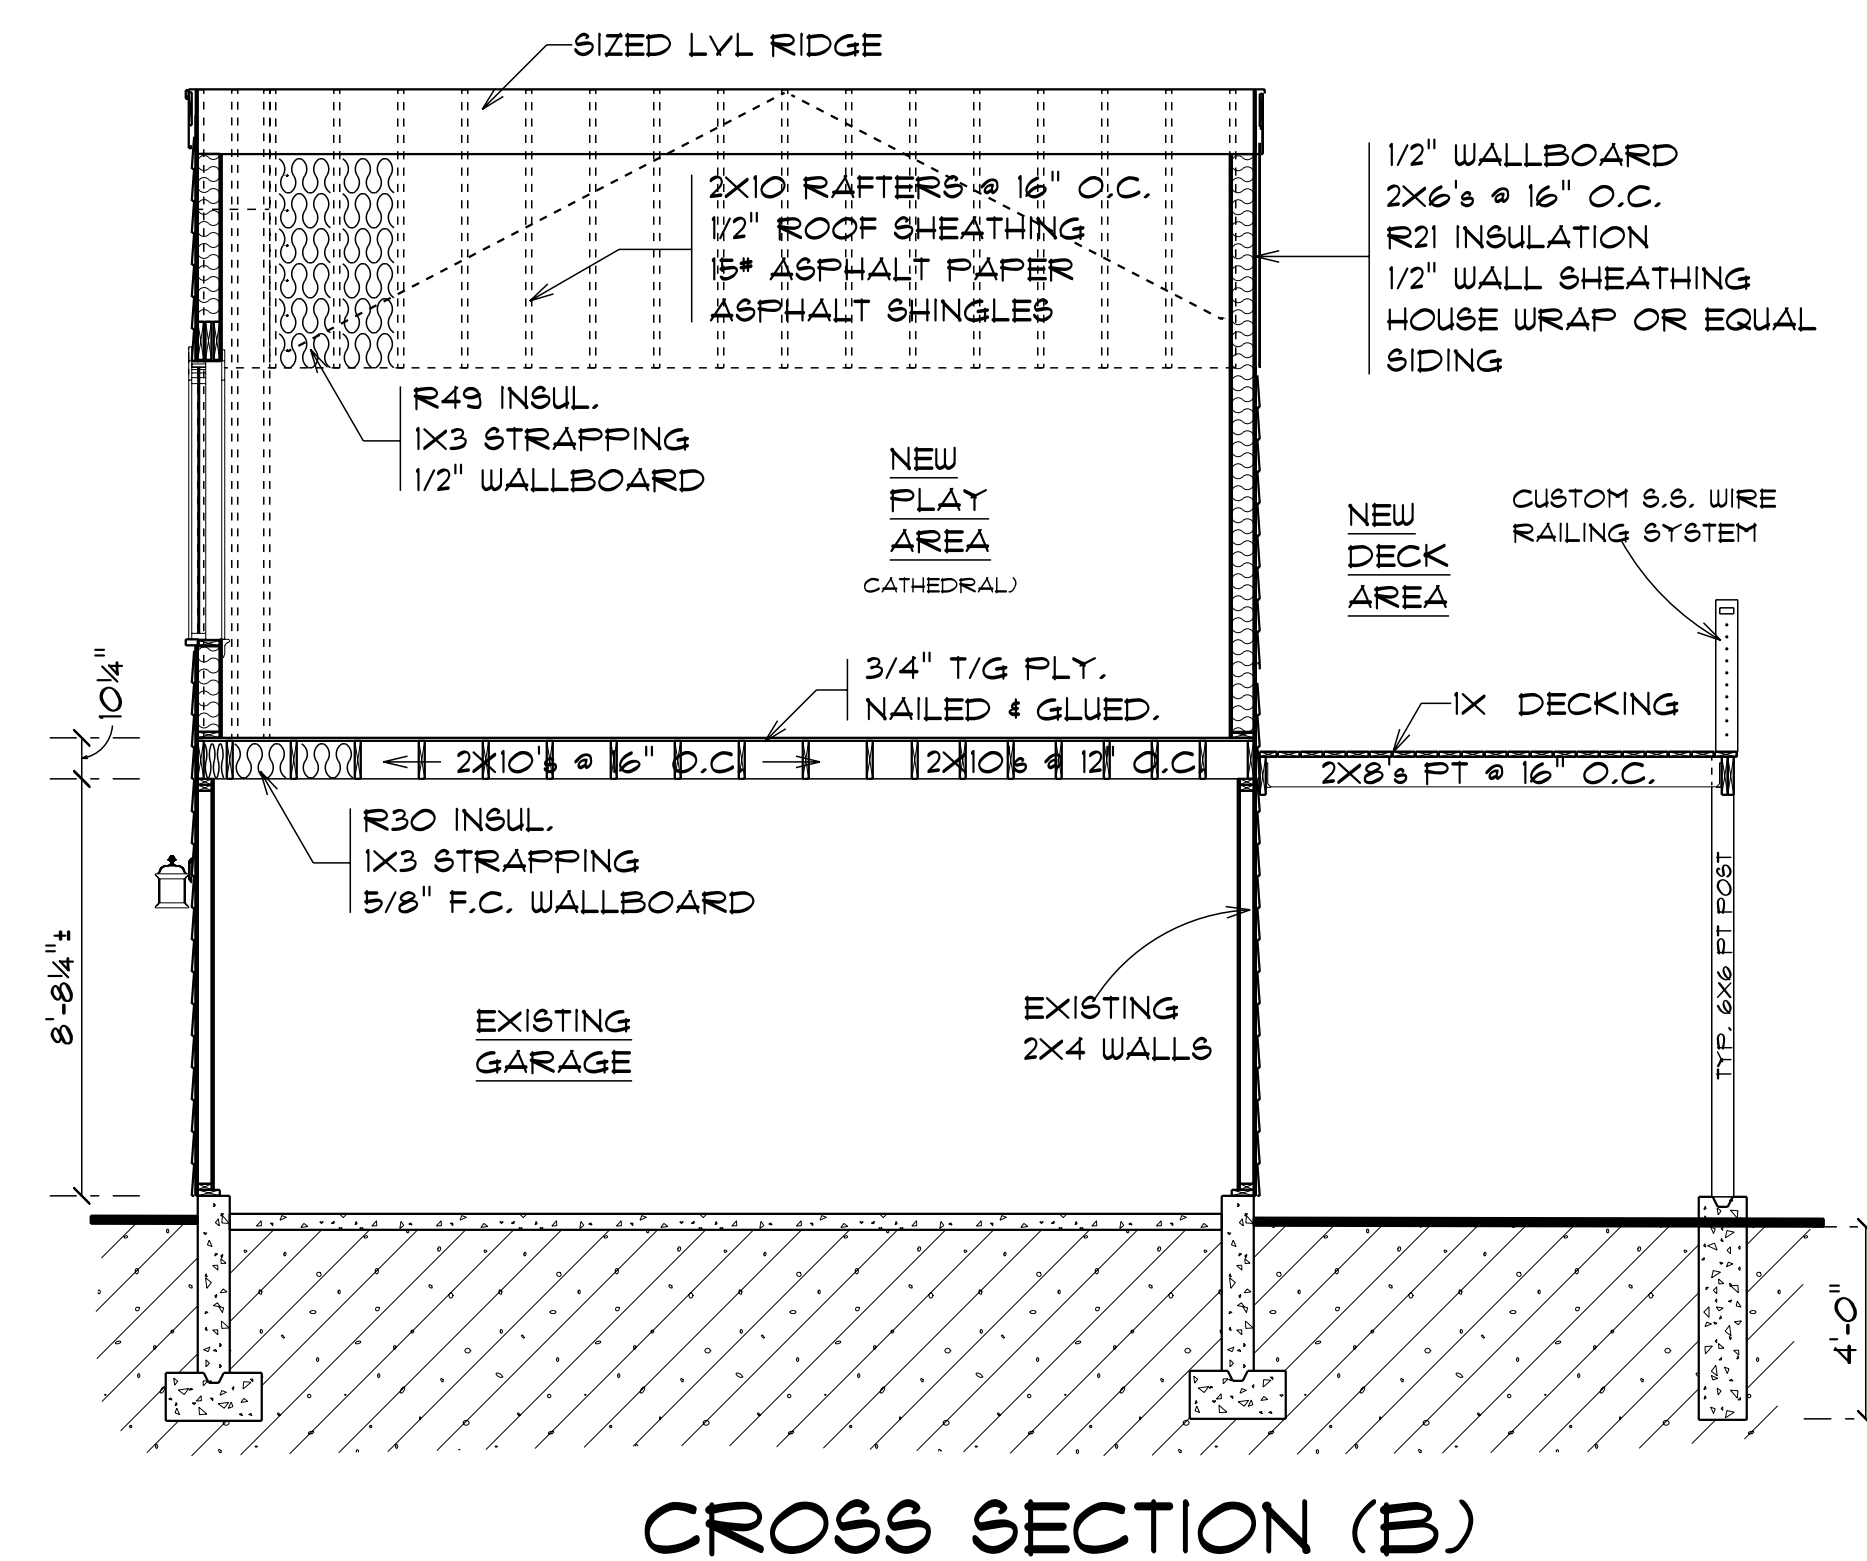 SIZED LVL RIDGE
2X10 RAFTERS @ 16" O.C.
1/2" ROOF SHEATHING
15# ASPHALT PAPER
ASPHALT SHINGLES
1/2" WALLBOARD
2X6's @ 16" O.C.
R21 INSULATION
1/2" WALL SHEATHING
HOUSE WRAP OR EQUAL
SIDING
R49 INSUL.
1X3 STRAPPING
1/2" WALLBOARD
NEW
PLAY
AREA
CATHEDRAL)
NEW
DECK
AREA
CUSTOM S.S. WIRE
RAILING SYSTEM
3/4" T/G PLY.
NAILED & GLUED.
1X DECKING
10¼"
2X10's @ 16" O.C.
2X10's @ 12" O.C.
2X8's PT @ 16" O.C.
R30 INSUL.
1X3 STRAPPING
5/8" F.C. WALLBOARD
8'-8¼"±
EXISTING
GARAGE
EXISTING
2X4 WALLS
TYP. 6X6 PT POST
4'-0"
CROSS SECTION (B)